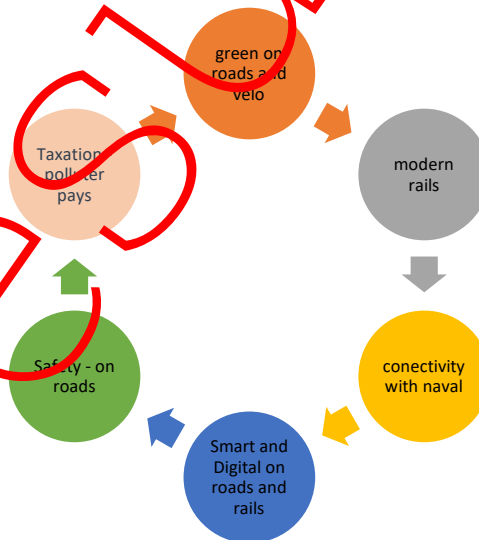 green on
roads and
velo
modern
rails
conectivity
with naval
Smart and
Digital on
roads and
rails
Safety - on
roads
Taxation
polluter
pays